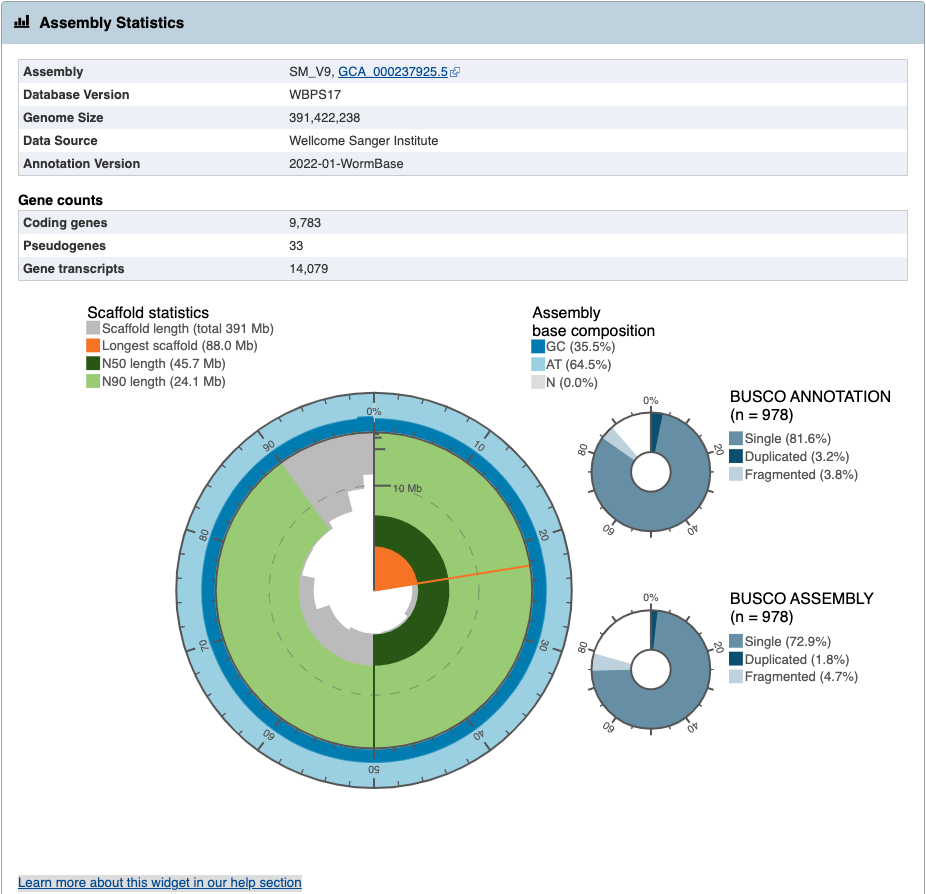 Assembly Statistics
Assembly SM_V9, GCA_000237925.5
Database Version WBPS17
Genome Size 391,422,238
Data Source Wellcome Sanger Institute
Annotation Version 2022-01-WormBase
Gene counts
Coding genes 9,783
Pseudogenes 33
Gene transcripts 14,079
Scaffold statistics
Scaffold length (total 391 Mb)
Longest scaffold (88.0 Mb)
N50 length (45.7 Mb)
N90 length (24.1 Mb)
Assembly
base composition
GC (35.5%)
AT (64.5%)
N (0.0%)
0%
10
20
30
40
50
60
70
80
90
10 Mb
BUSCO ANNOTATION
(n = 978)
Single (81.6%)
Duplicated (3.2%)
Fragmented (3.8%)
0%
20
40
60
80
BUSCO ASSEMBLY
(n = 978)
Single (72.9%)
Duplicated (1.8%)
Fragmented (4.7%)
0%
20
40
60
80
Learn more about this widget in our help section